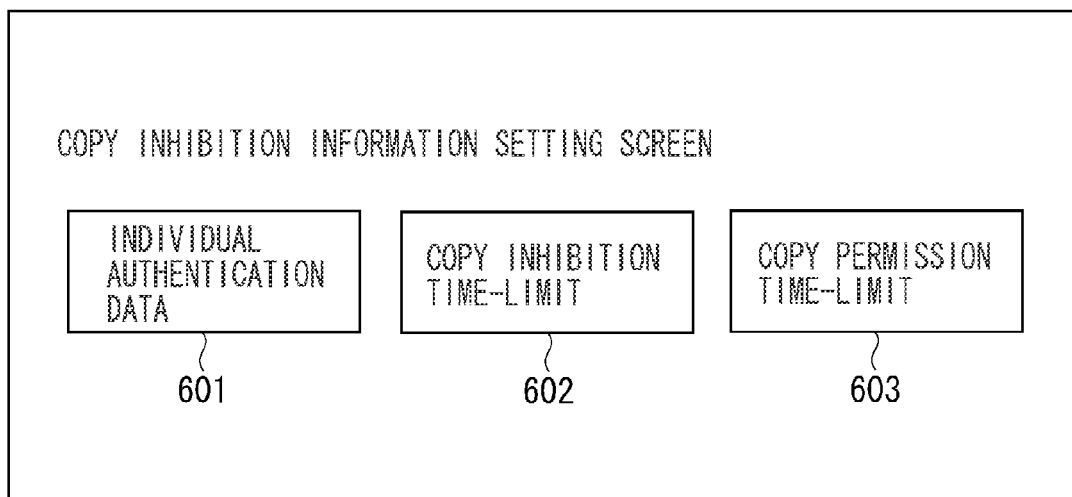 COPY INHIBITION INFORMATION SETTING SCREEN
INDIVIDUAL
AUTHENTICATION
DATA
COPY INHIBITION
TIME-LIMIT
COPY PERMISSION
TIME-LIMIT
601
602
603